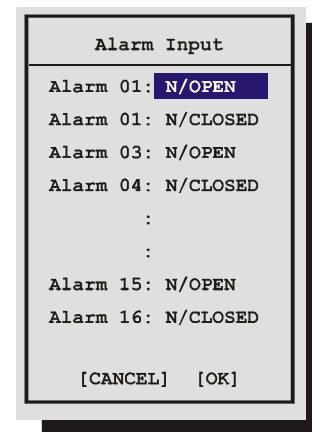 Alarm Input
Alarm 01: N/OPEN
Alarm 01: N/CLOSED
Alarm 03: N/OPEN
Alarm 04: N/CLOSED
:
:
Alarm 15: N/OPEN
Alarm 16: N/CLOSED
[CANCEL] [OK]